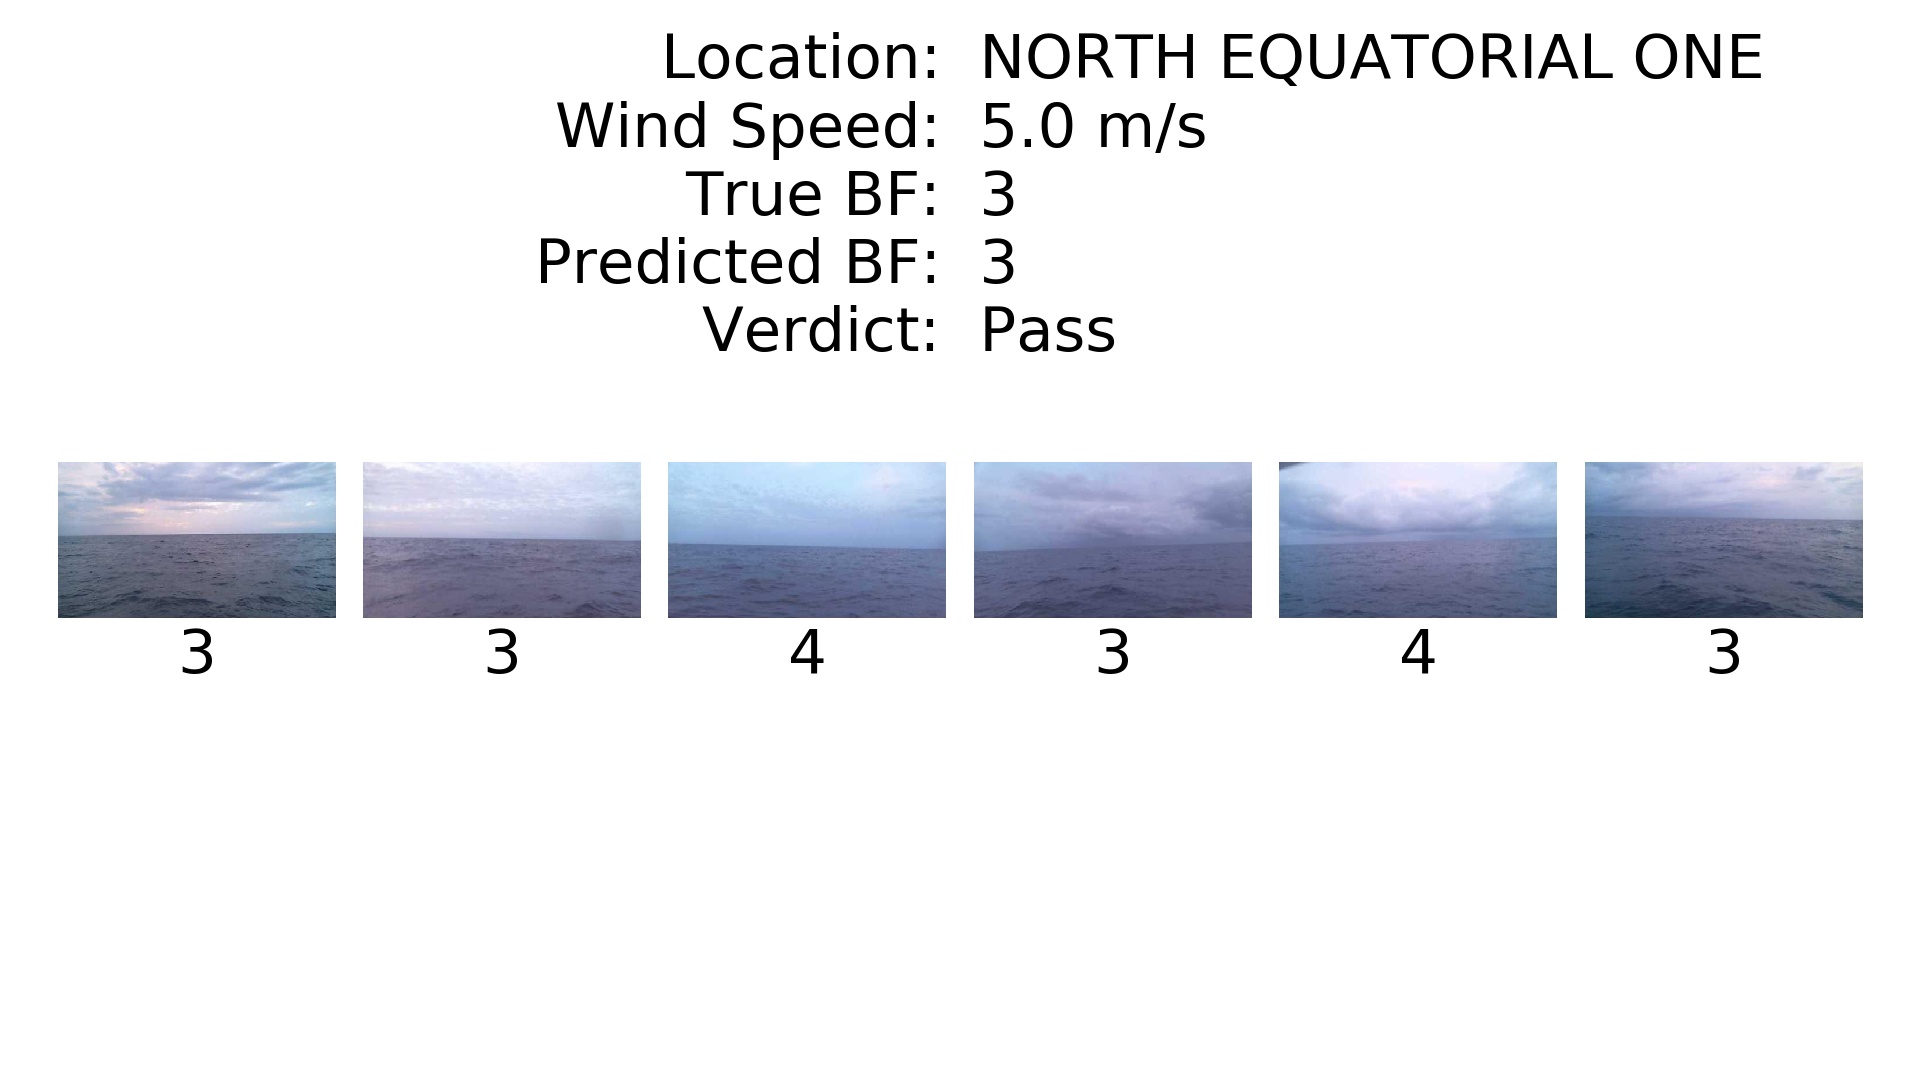 Location: NORTH EQUATORIAL ONE
Wind Speed: 5.0 m/s
True BF: 3
Predicted BF: 3
Verdict: Pass
3 3 4 3 4 3